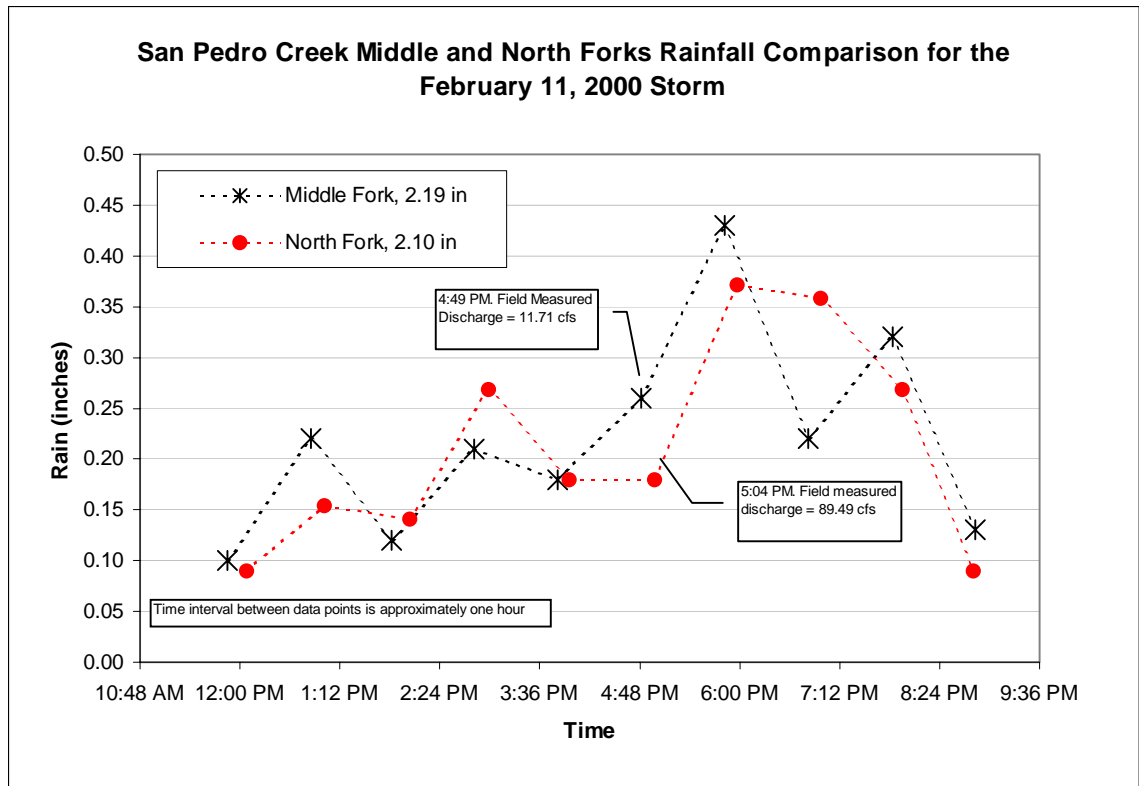 San Pedro Creek Middle and North Forks Rainfall Comparison for the
February 11, 2000 Storm
Rain (inches)
0.50
0.45
0.40
0.35
0.30
0.25
0.20
0.15
0.10
0.05
0.00
Middle Fork, 2.19 in
North Fork, 2.10 in
4:49 PM. Field Measured
Discharge = 11.71 cfs
5:04 PM. Field measured
discharge = 89.49 cfs
Time interval between data points is approximately one hour
10:48 AM 12:00 PM 1:12 PM 2:24 PM 3:36 PM 4:48 PM 6:00 PM 7:12 PM 8:24 PM 9:36 PM
Time